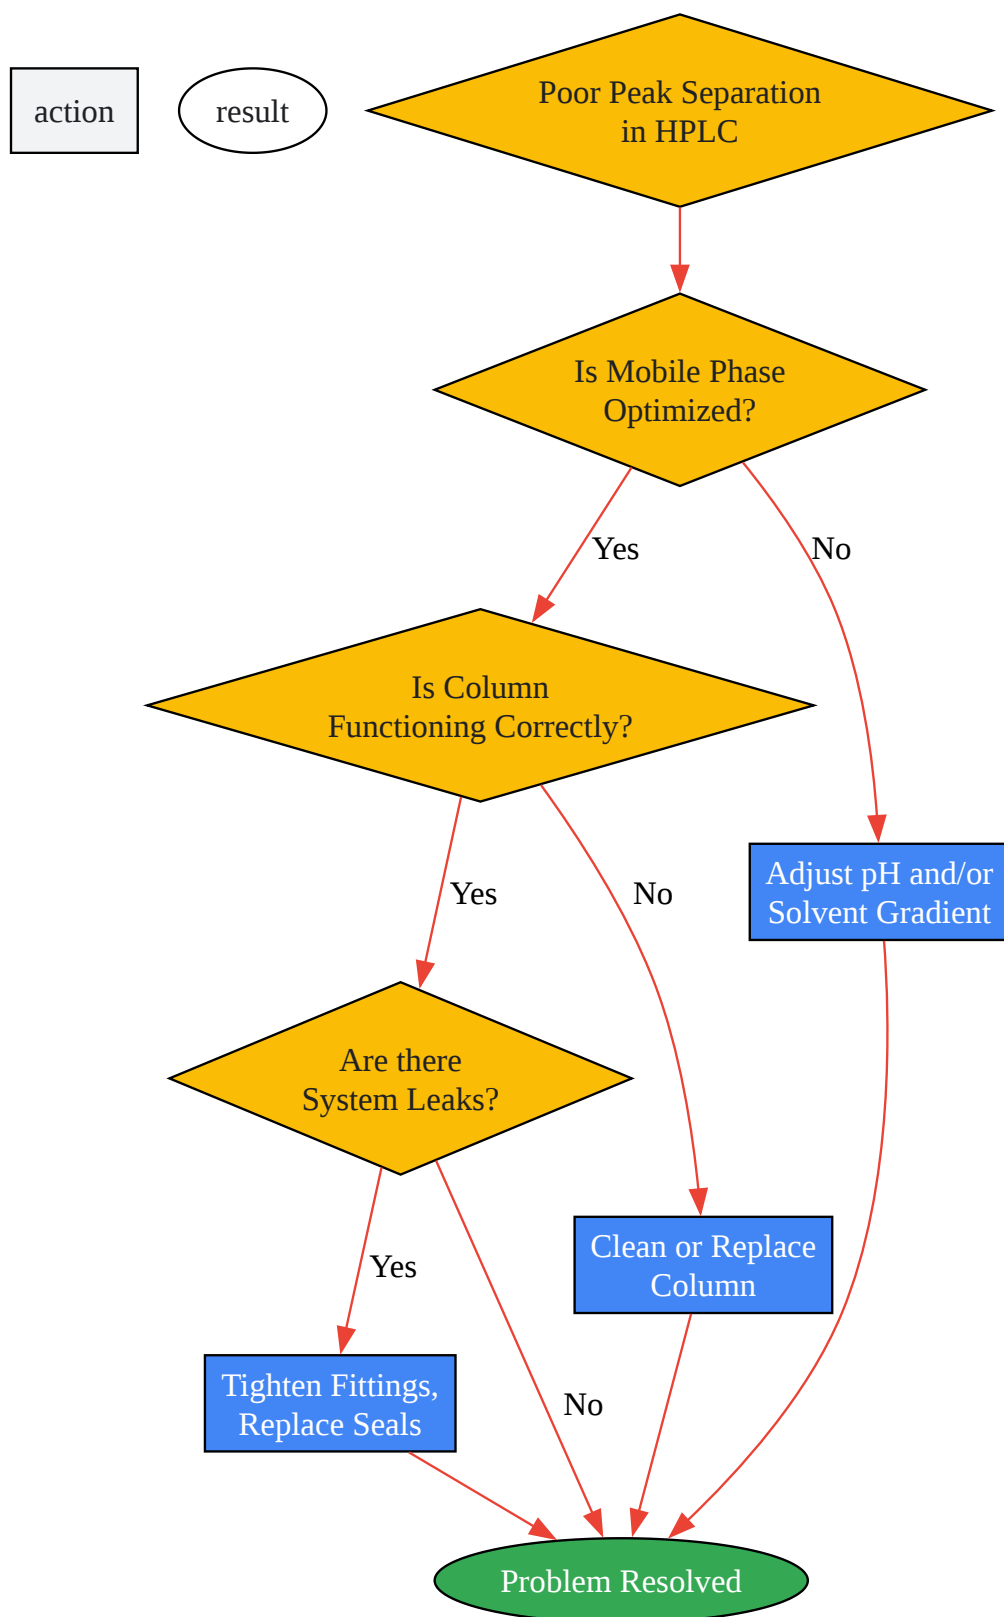 action
result
Poor Peak Separation
in HPLC
Is Mobile Phase
Optimized?
Yes
No
Is Column
Functioning Correctly?
Adjust pH and/or
Solvent Gradient
Yes
No
Are there
System Leaks?
Clean or Replace
Column
Yes
Tighten Fittings,
Replace Seals
No
Problem Resolved